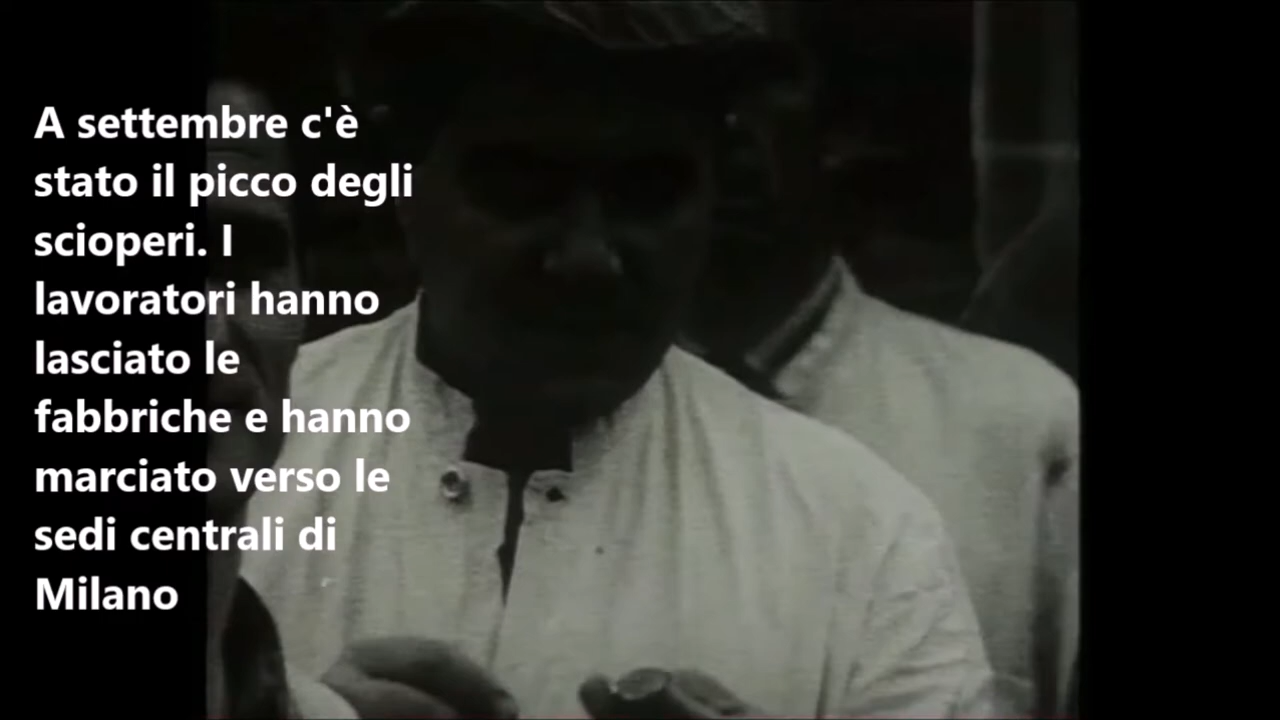 A settembre c'è
stato il picco degli
scioperi. I
lavoratori hanno
lasciato le
fabbriche e hanno
marciato verso le
sedi centrali di
Milano